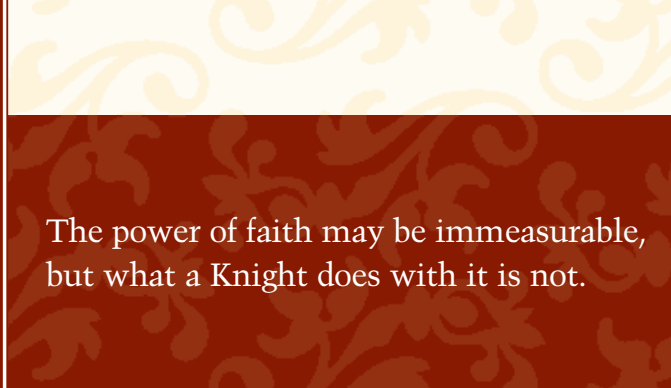 The power of faith may be immeasurable,
but what a Knight does with it is not.